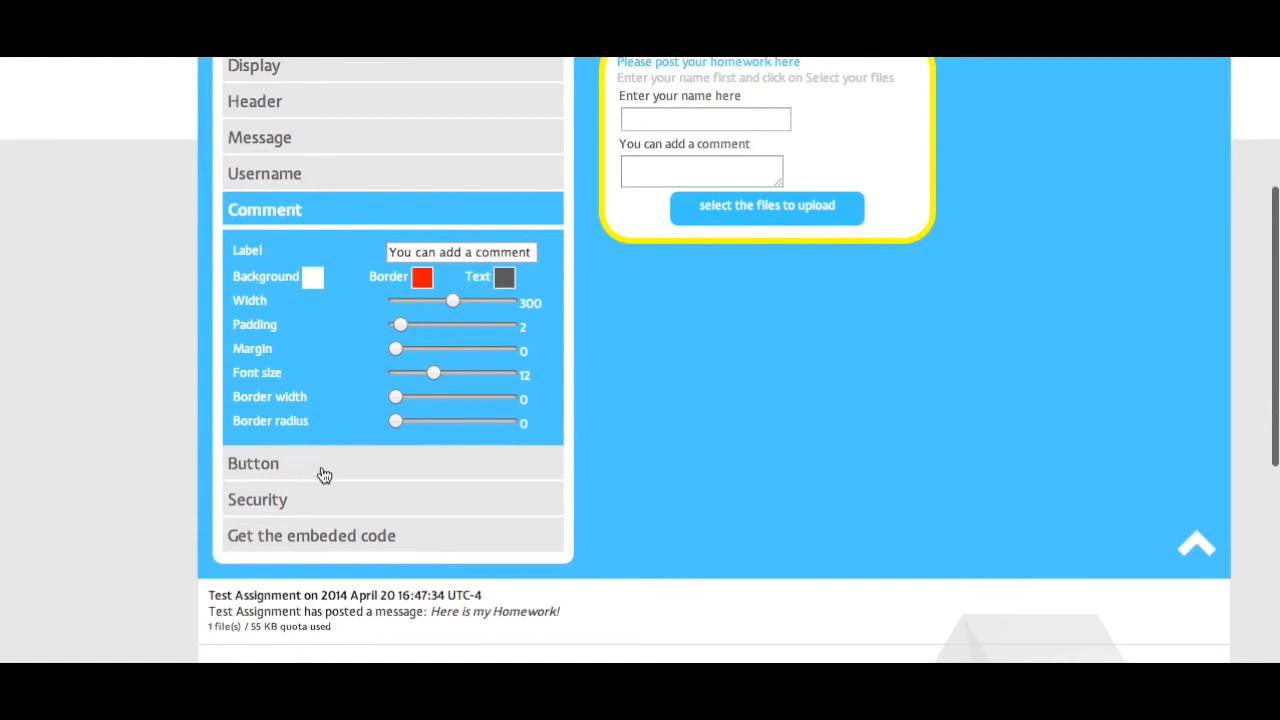 Display
Header
Message
Username
Comment
Label
You can add a comment
Background
Border
Text
Width
300
Padding
2
Margin
0
Font size
12
Border width
0
Border radius
0
Button
Security
Get the embeded code
Please post your homework here
Enter your name first and click on Select your files
Enter your name here
You can add a comment
select the files to upload
Test Assignment on 2014 April 20 16:47:34 UTC-4
Test Assignment has posted a message: Here is my Homework!
1 file(s) / 55 KB quota used